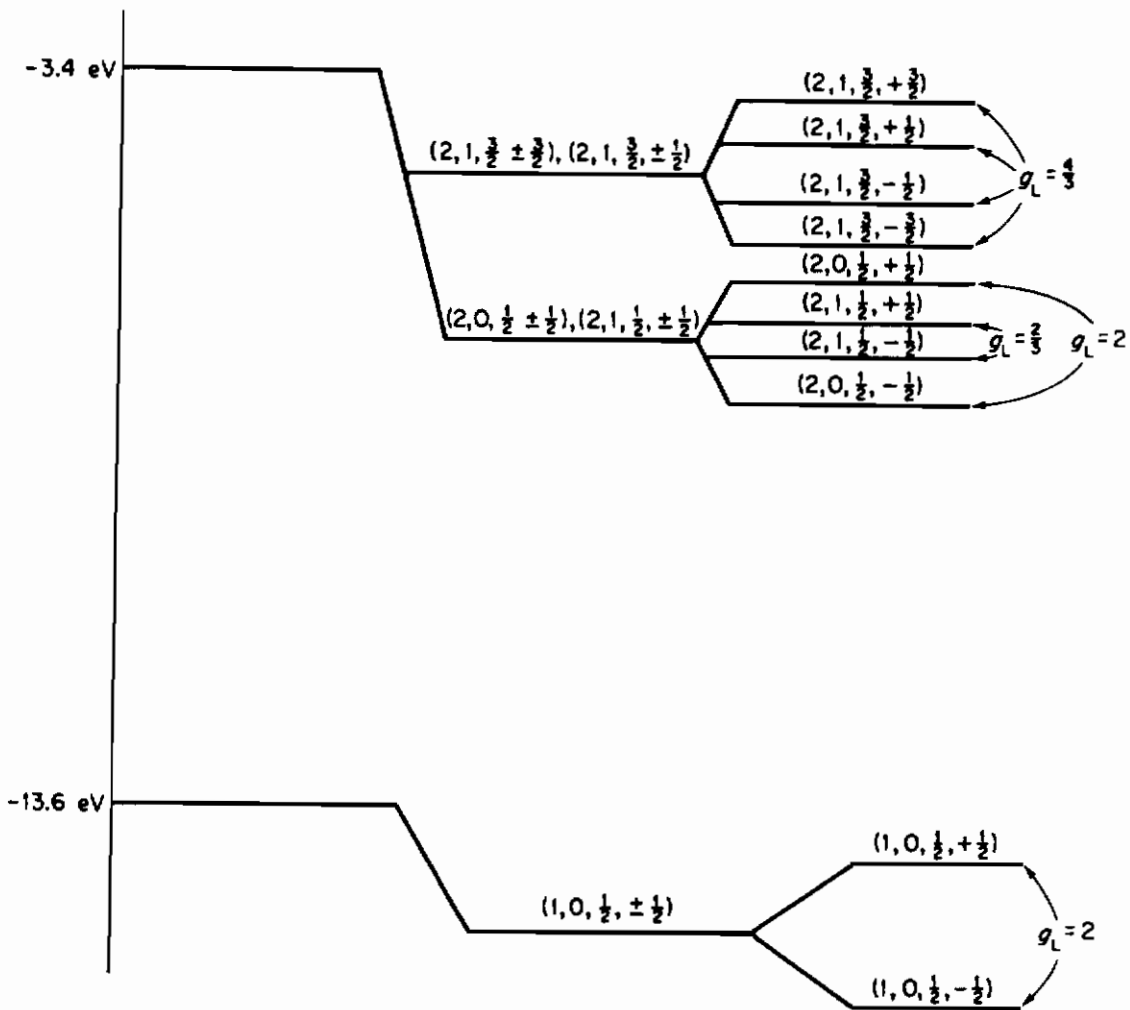 -3.4 eV
(2, 1, 3/2, +3/2)
(2, 1, 3/2, +1/2)
(2, 1, 3/2 ± 3/2), (2, 1, 3/2, ± 1/2)
(2, 1, 3/2, -1/2)
g_L = 4/3
(2, 1, 3/2, -3/2)
(2, 0, 1/2, +1/2)
(2, 1, 1/2, +1/2)
(2, 0, 1/2 ± 1/2), (2, 1, 1/2, ± 1/2)
(2, 1, 1/2, -1/2)
g_L = 2/3
g_L = 2
(2, 0, 1/2, -1/2)
-13.6 eV
(1, 0, 1/2, +1/2)
(1, 0, 1/2, ± 1/2)
g_L = 2
(1, 0, 1/2, -1/2)